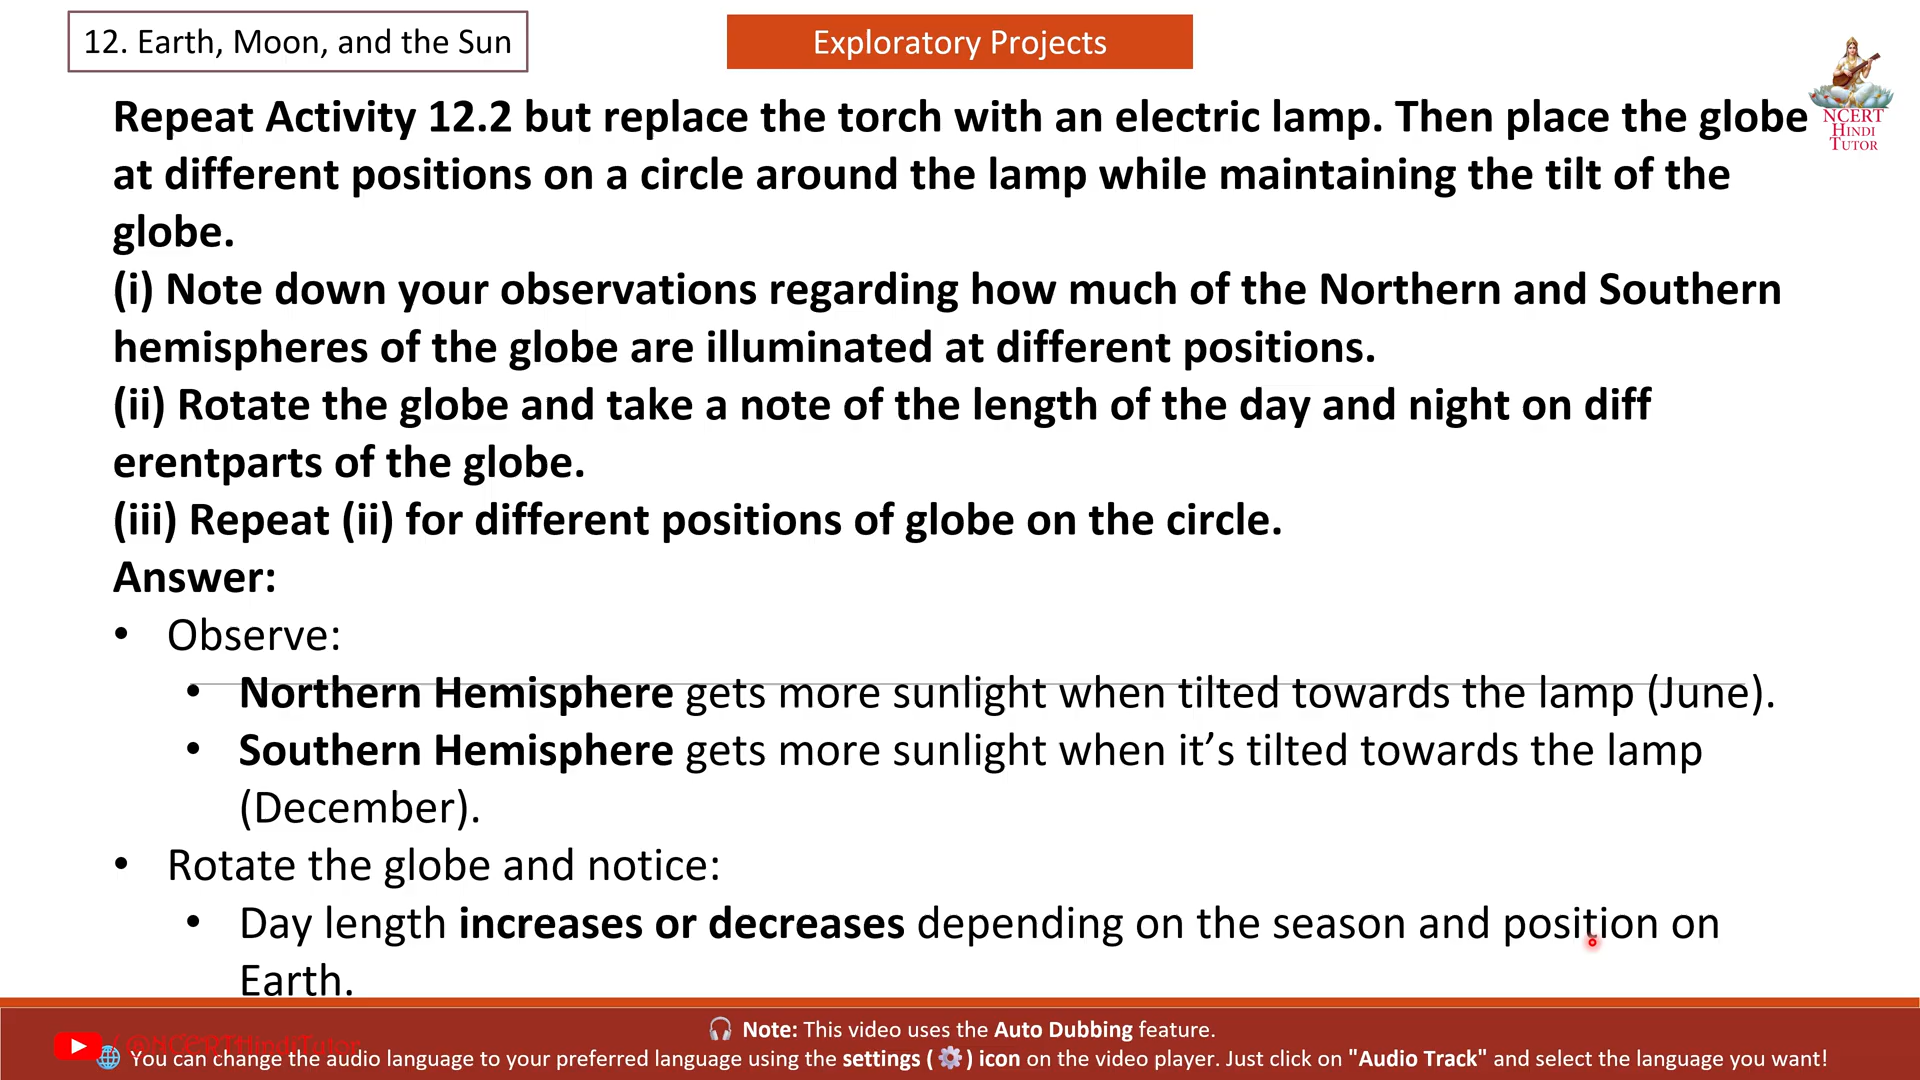 12. Earth, Moon, and the Sun
Exploratory Projects
NCERT
HINDI
TUTOR
Repeat Activity 12.2 but replace the torch with an electric lamp. Then place the globe
at different positions on a circle around the lamp while maintaining the tilt of the
globe.
(i) Note down your observations regarding how much of the Northern and Southern
hemispheres of the globe are illuminated at different positions.
(ii) Rotate the globe and take a note of the length of the day and night on diff
erentparts of the globe.
(iii) Repeat (ii) for different positions of globe on the circle.
Answer:
• Observe:
• Northern Hemisphere gets more sunlight when tilted towards the lamp (June).
• Southern Hemisphere gets more sunlight when it’s tilted towards the lamp
(December).
• Rotate the globe and notice:
• Day length increases or decreases depending on the season and position on
Earth.
🎧 Note: This video uses the Auto Dubbing feature.
🌐 You can change the audio language to your preferred language using the settings (⚙️) icon on the video player. Just click on "Audio Track" and select the language you want!